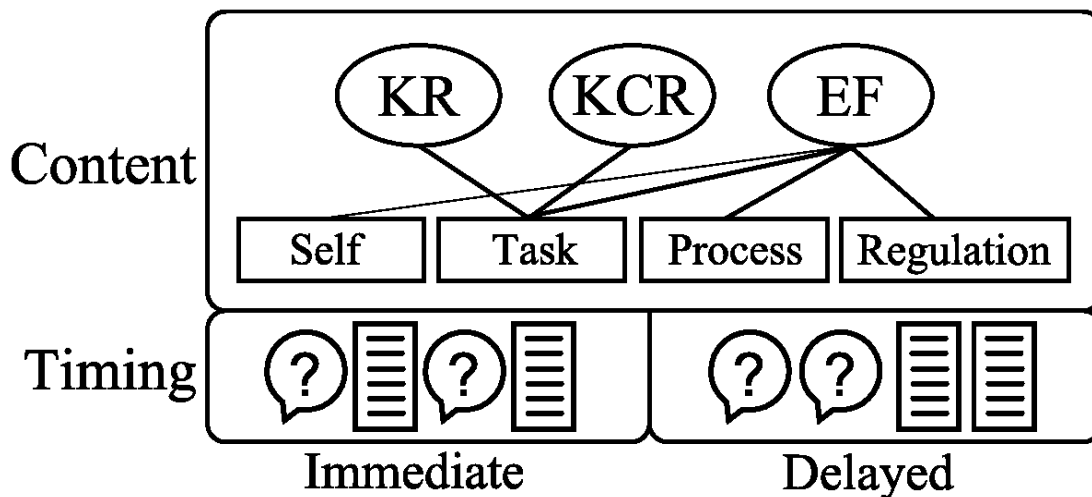 KR KCR EF
Content
Self Task Process Regulation
Timing ? ? ? ?
Immediate Delayed